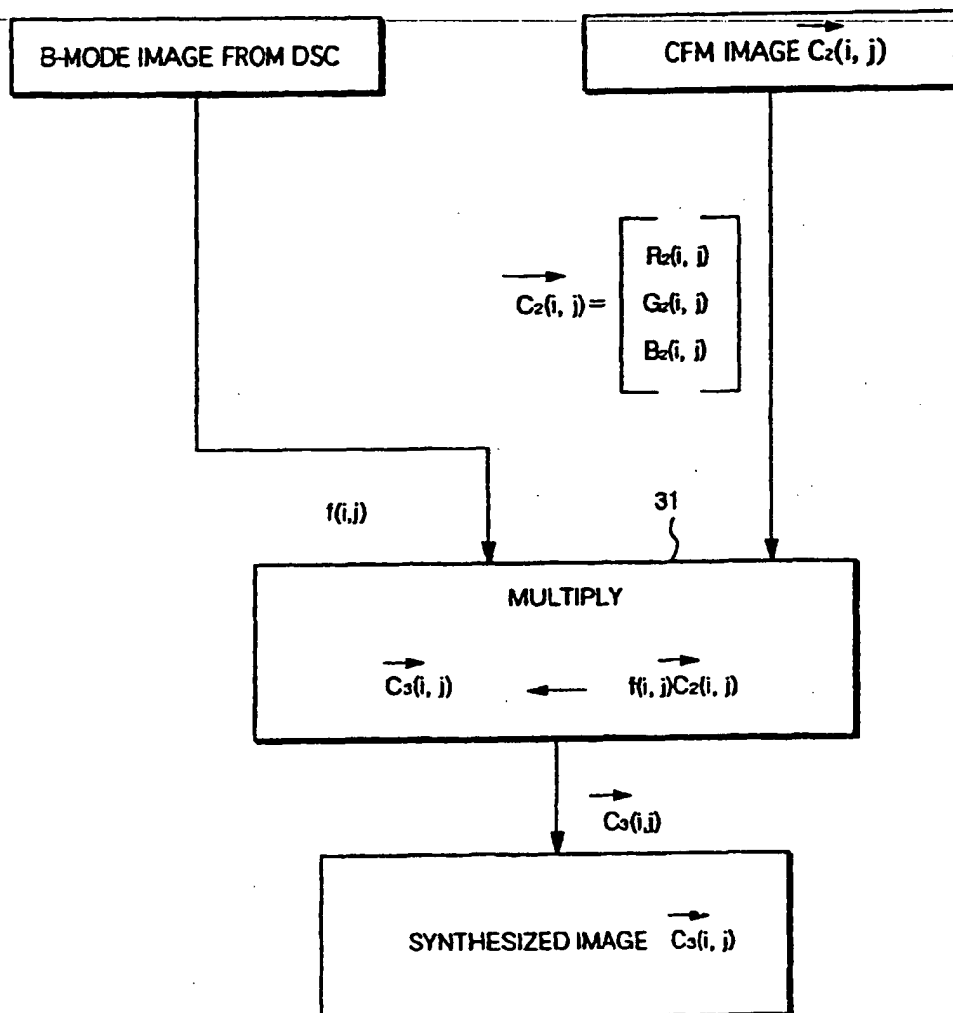 B-MODE IMAGE FROM DSC
CFM IMAGE C₂(i, j)
C₂(i, j) =
R₂(i, j)
G₂(i, j)
B₂(i, j)
f(i,j)
31
MULTIPLY
C₃(i, j) ← f(i, j)C₂(i, j)
C₃(i,j)
SYNTHESIZED IMAGE C₃(i, j)